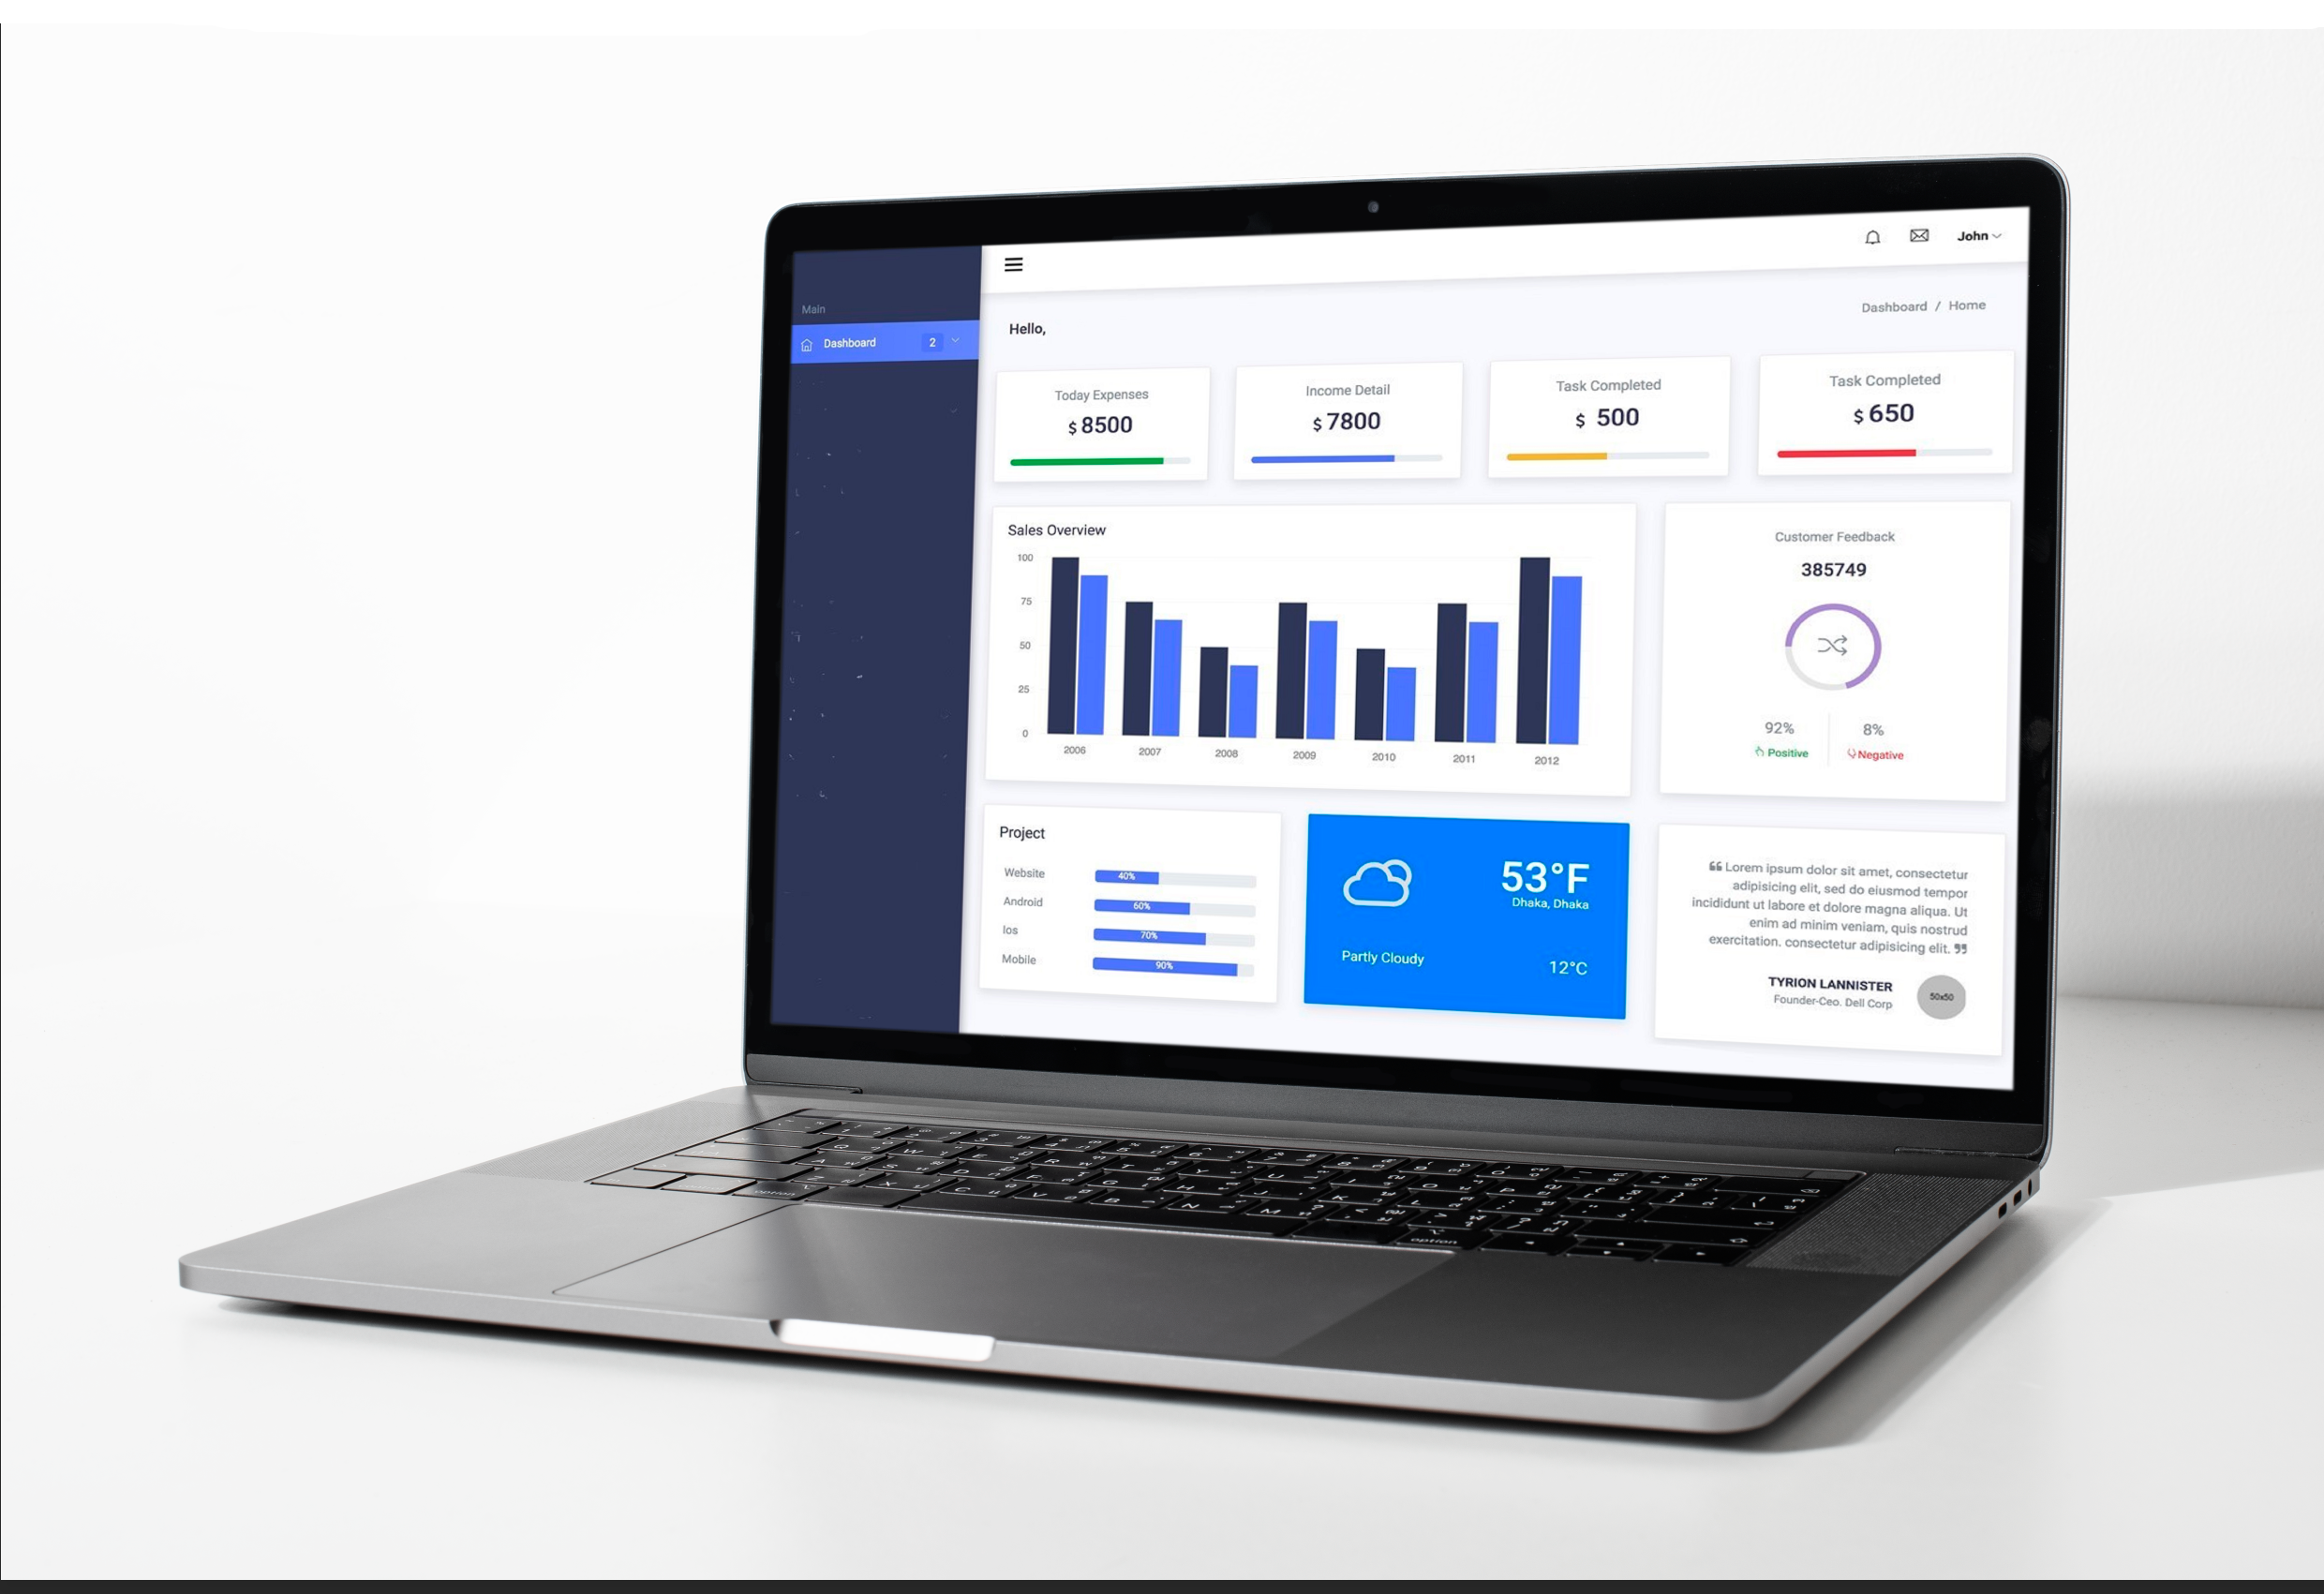 John
Main
Dashboard 2
Hello,
Dashboard / Home
Today Expenses
$ 8500
Income Detail
$ 7800
Task Completed
$ 500
Task Completed
$ 650
Sales Overview
100
75
50
25
0
2006 2007 2008 2009 2010 2011 2012
Customer Feedback
385749
92%
Positive
8%
Negative
Project
Website 40%
Android 60%
Ios 70%
Mobile 90%
53°F
Dhaka, Dhaka
Partly Cloudy
12°C
❝ Lorem ipsum dolor sit amet, consectetur
adipisicing elit, sed do eiusmod tempor
incididunt ut labore et dolore magna aliqua. Ut
enim ad minim veniam, quis nostrud
exercitation. consectetur adipisicing elit. ❞
TYRION LANNISTER
Founder-Ceo. Dell Corp
50x50
option
option